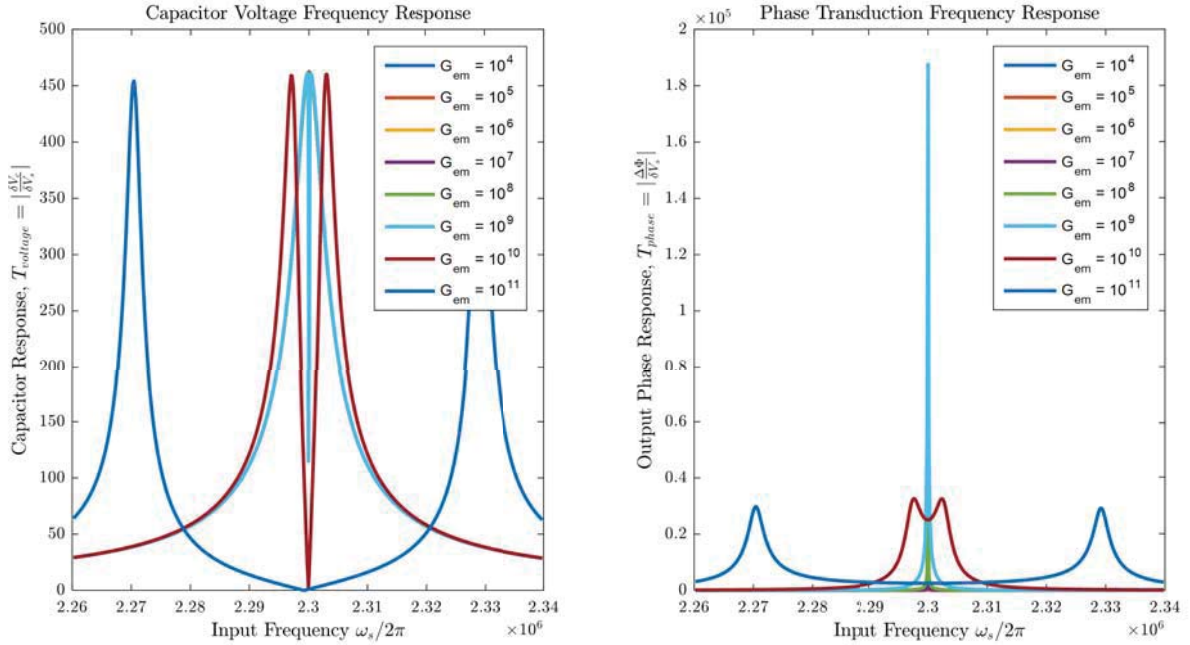 Capacitor Voltage Frequency Response
Capacitor Response, T_voltage = |δV_c/δV_s|
500
450
400
350
300
250
200
150
100
50
0
G_em = 10^4
G_em = 10^5
G_em = 10^6
G_em = 10^7
G_em = 10^8
G_em = 10^9
G_em = 10^10
G_em = 10^11
2.26 2.27 2.28 2.29 2.3 2.31 2.32 2.33 2.34
Input Frequency ω_s/2π ×10^6
Phase Transduction Frequency Response
×10^5
Output Phase Response, T_phase = |ΔΦ/δV_s|
2
1.8
1.6
1.4
1.2
1
0.8
0.6
0.4
0.2
0
G_em = 10^4
G_em = 10^5
G_em = 10^6
G_em = 10^7
G_em = 10^8
G_em = 10^9
G_em = 10^10
G_em = 10^11
2.26 2.27 2.28 2.29 2.3 2.31 2.32 2.33 2.34
Input Frequency ω_s/2π ×10^6